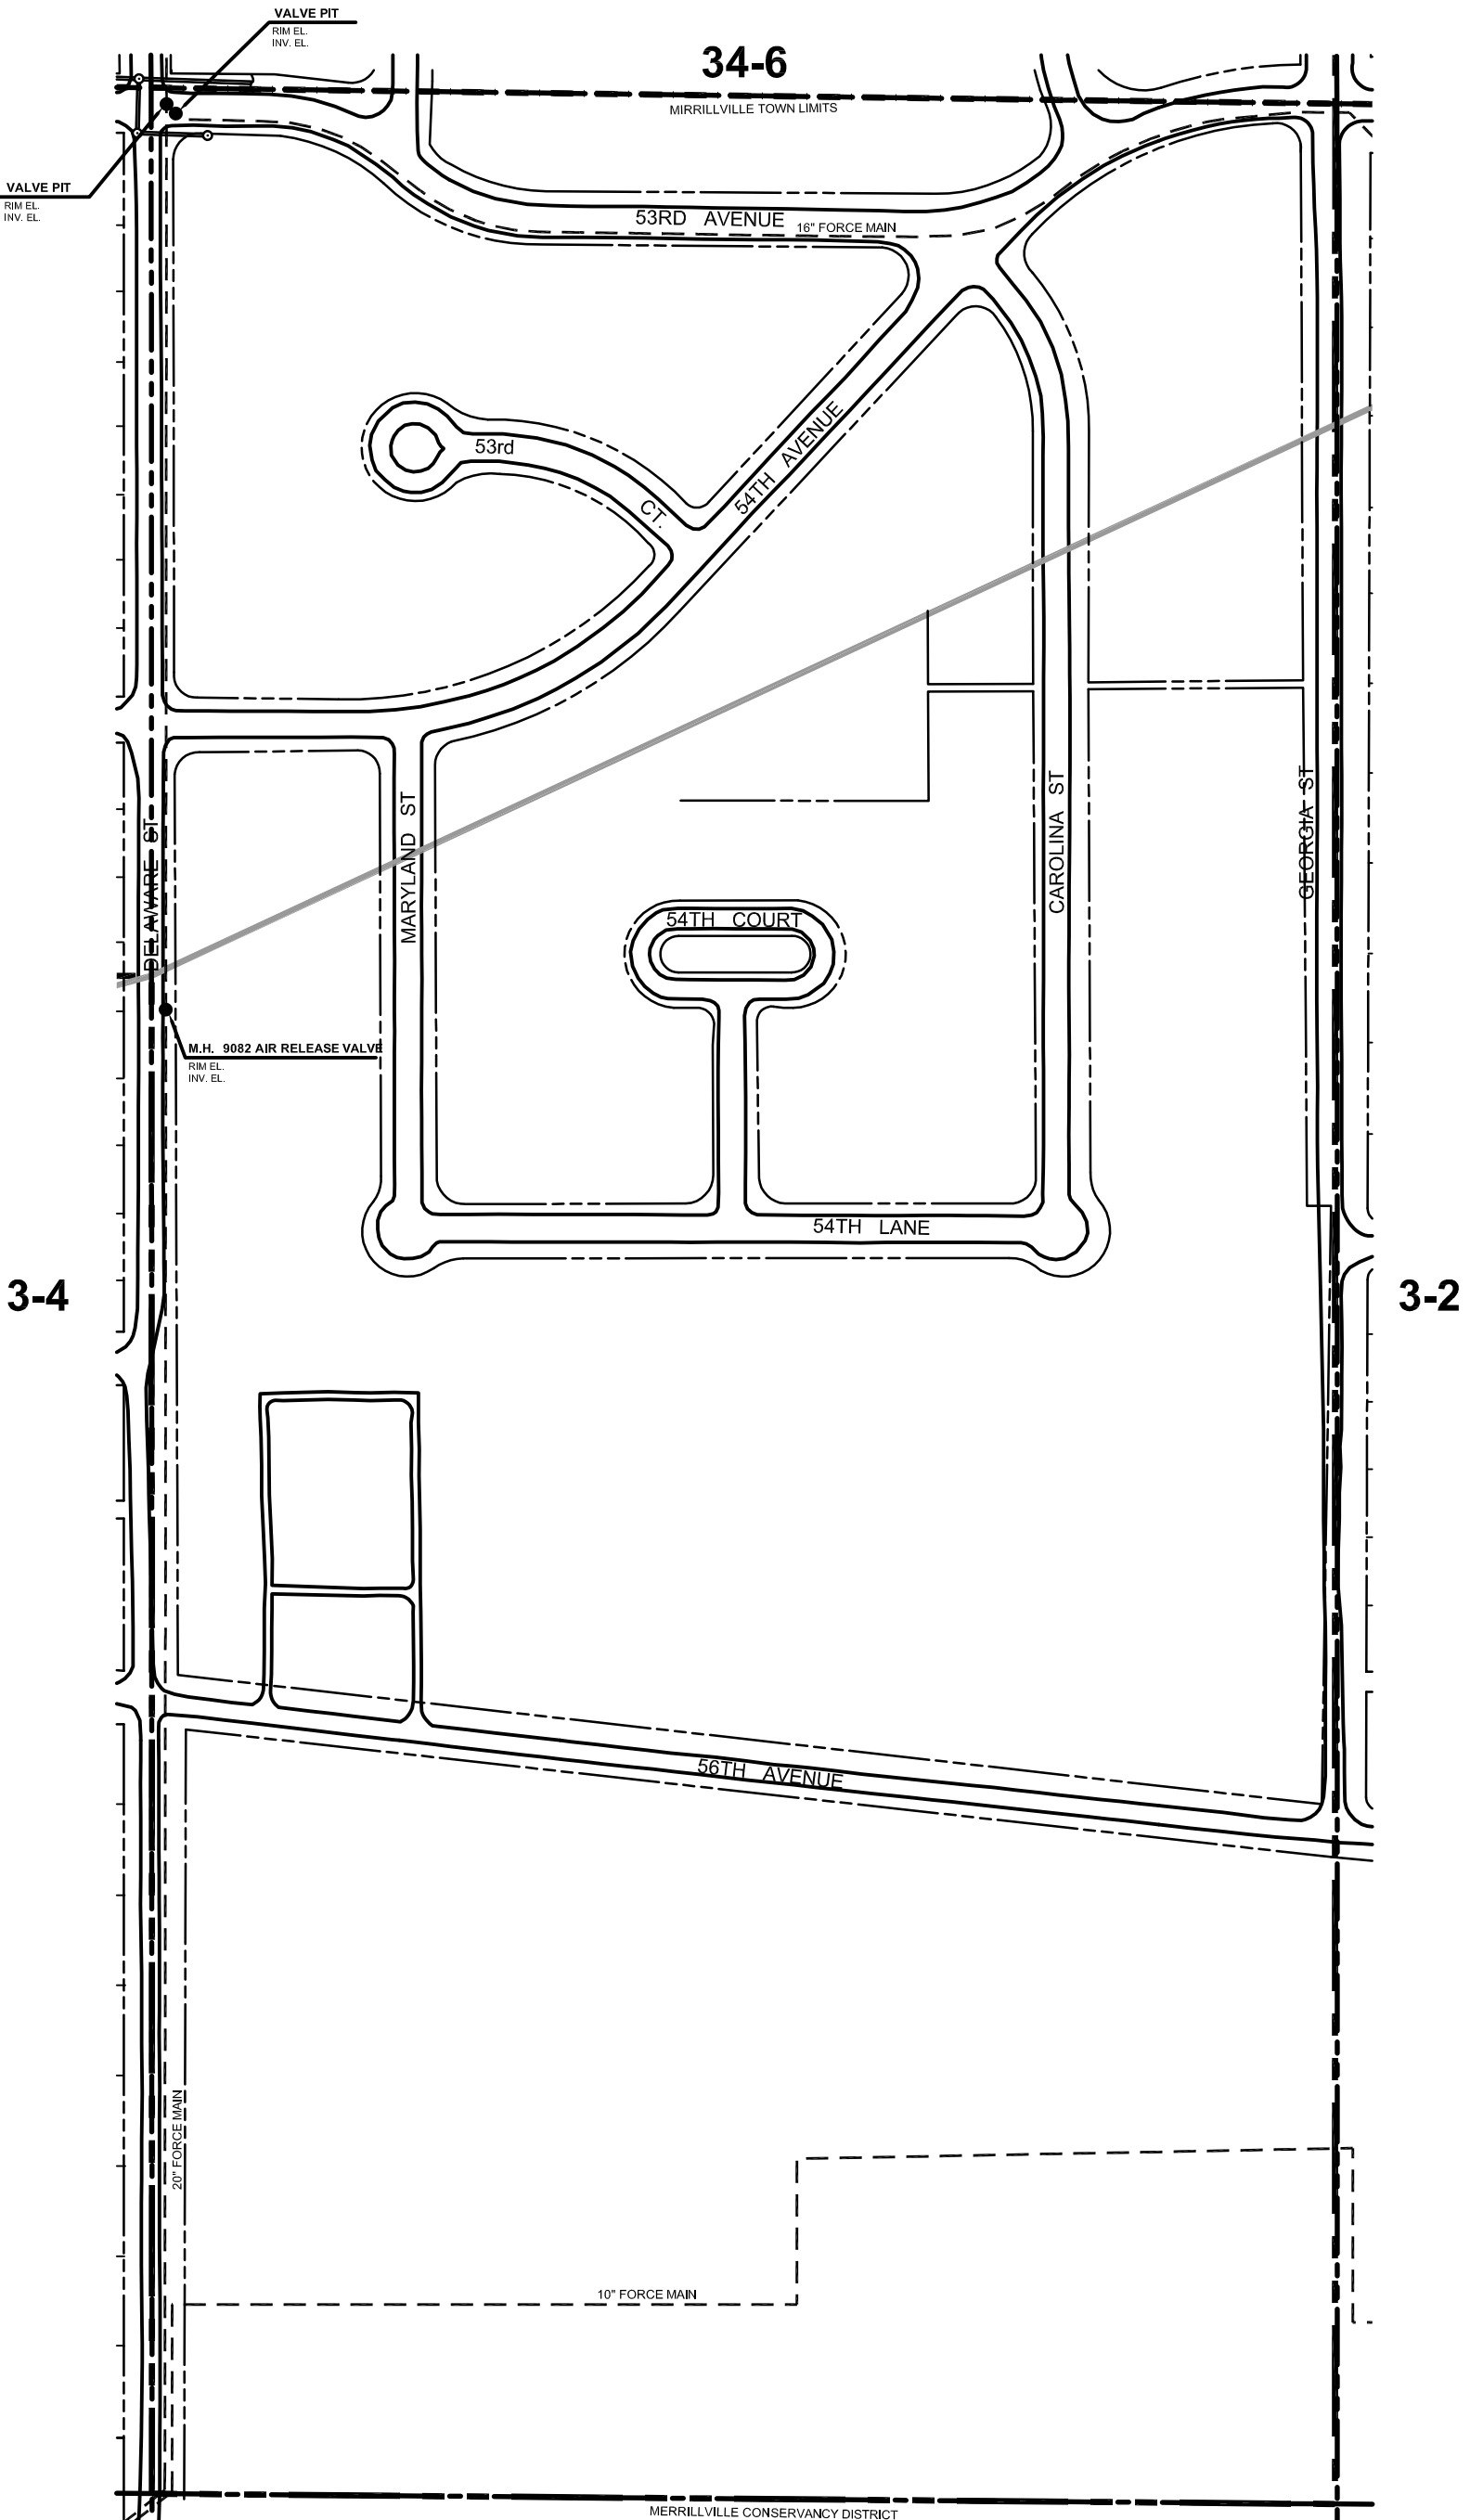 VALVE PIT
RIM EL.
INV. EL.
34-6
MIRRILLVILLE TOWN LIMITS
VALVE PIT
RIM EL.
INV. EL.
53RD AVENUE
16" FORCE MAIN
53rd
CT.
54TH AVENUE
DELAWARE ST
MARYLAND ST
CAROLINA ST
GEORGIA ST
54TH COURT
M.H. 9082 AIR RELEASE VALVE
RIM EL.
INV. EL.
54TH LANE
3-4
3-2
56TH AVENUE
20" FORCE MAIN
10" FORCE MAIN
MERRILLVILLE CONSERVANCY DISTRICT